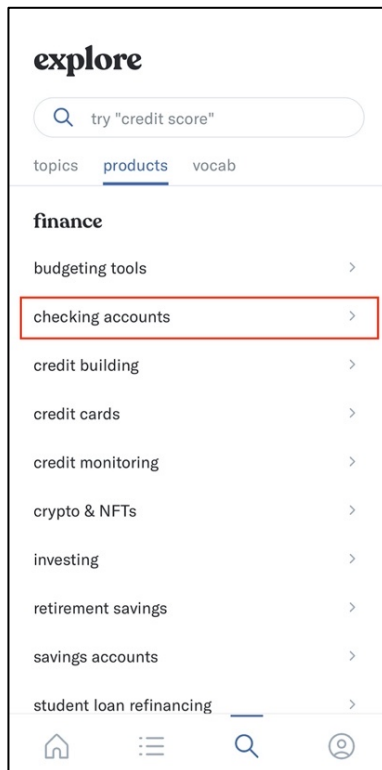 explore
try "credit score"
topics products vocab
finance
budgeting tools
checking accounts
credit building
credit cards
credit monitoring
crypto & NFTs
investing
retirement savings
savings accounts
student loan refinancing